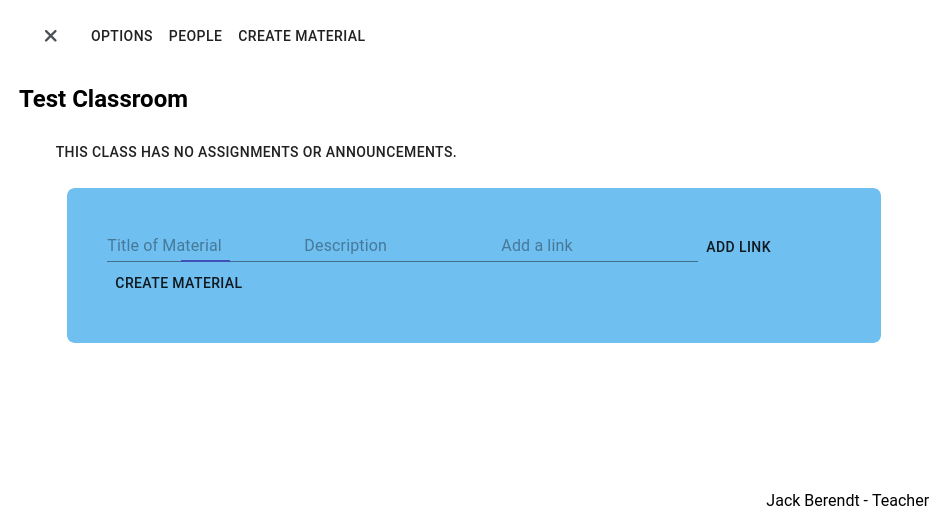 OPTIONS PEOPLE CREATE MATERIAL
Test Classroom
THIS CLASS HAS NO ASSIGNMENTS OR ANNOUNCEMENTS.
Title of Material Description Add a link ADD LINK
CREATE MATERIAL
Jack Berendt - Teacher